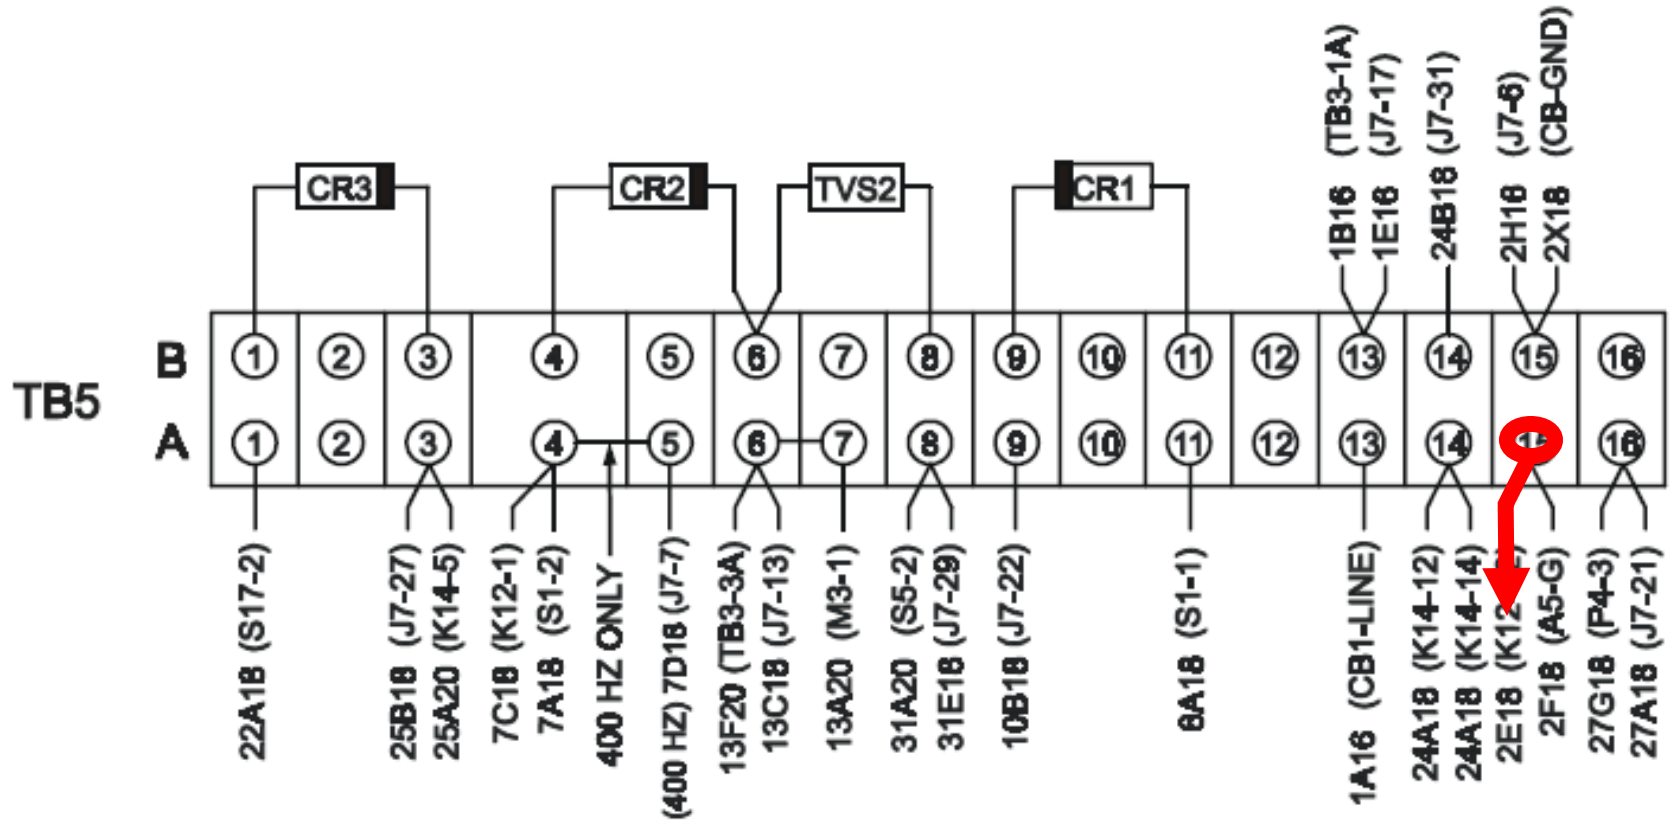 1B16 (TB3-1A)
1E16 (J7-17)
24B18 (J7-31)
2H18 (J7-6)
2X18 (CB-GND)
CR3
CR2
TVS2
CR1
TB5
B 1 2 3 4 5 6 7 8 9 10 11 12 13 14 15 16
A 1 2 3 4 5 6 7 8 9 10 11 12 13 14 15 16
22A18 (S17-2)
25B18 (J7-27)
25A20 (K14-5)
7C18 (K12-1)
7A18 (S1-2)
400 HZ ONLY
(400 HZ) 7D18 (J7-7)
13F20 (TB3-3A)
13C18 (J7-13)
13A20 (M3-1)
31A20 (S5-2)
31E18 (J7-29)
10B18 (J7-22)
8A18 (S1-1)
1A16 (CB1-LINE)
24A18 (K14-12)
24A18 (K14-14)
2E18
2F18 (A5-G)
27G18 (P4-3)
27A18 (J7-21)